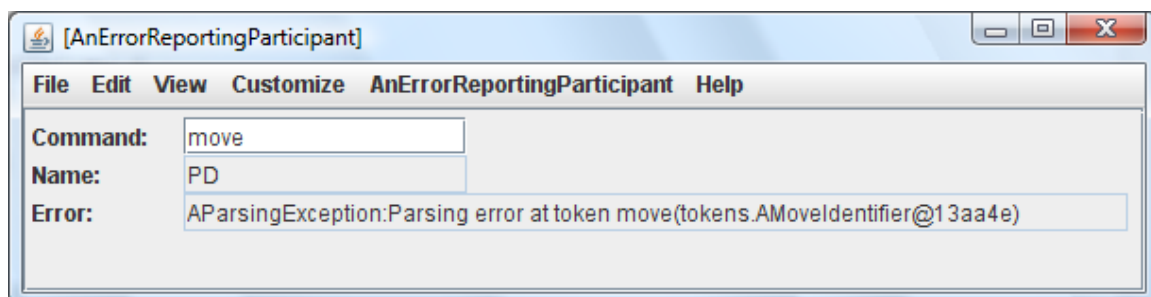 [AnErrorReportingParticipant]
File Edit View Customize AnErrorReportingParticipant Help
Command: move
Name: PD
Error: AParsingException:Parsing error at token move(tokens.AMoveIdentifier@13aa4e)